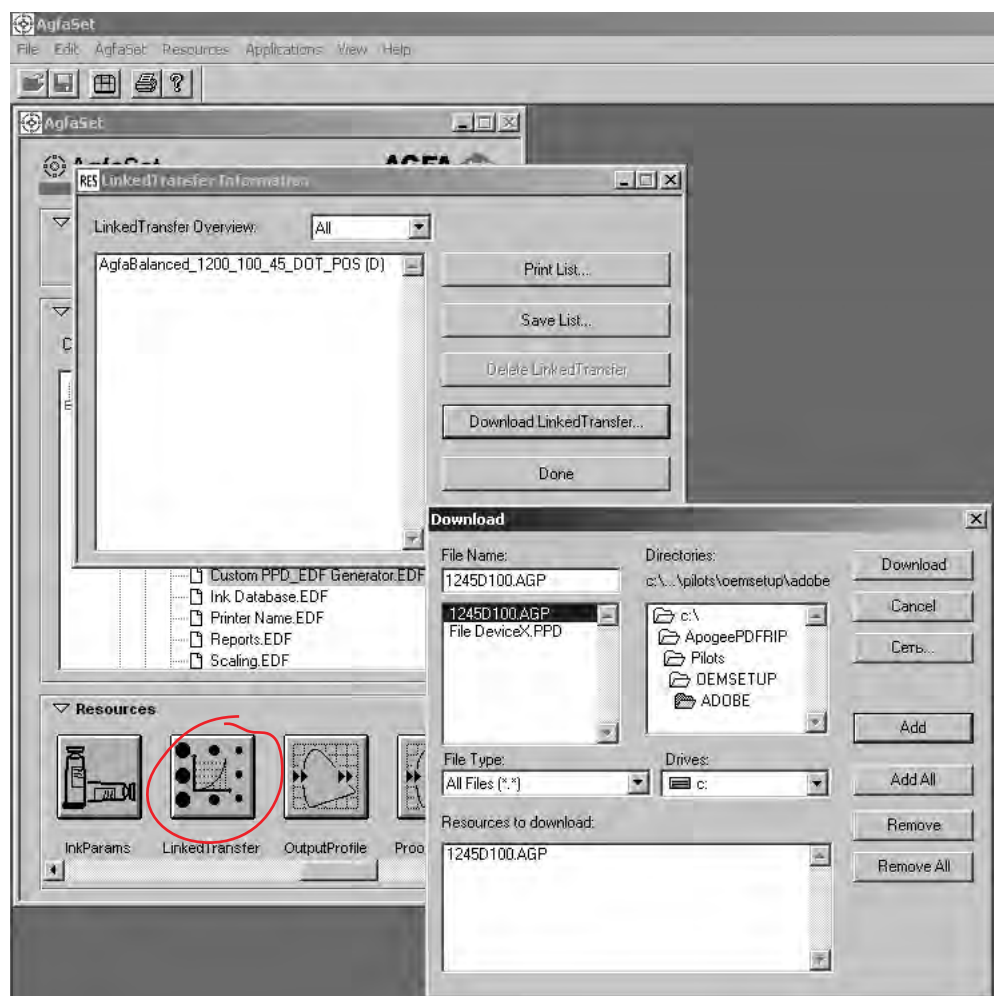 AgfaSet
File Edit AgfaSet Resources Applications View Help
AgfaSet
AgfaSet AGFA
RES LinkedTransfer Information
LinkedTransfer Overview: All
AgfaBalanced_1200_100_45_DOT_POS (D)
Print List...
Save List...
Delete LinkedTransfer
Download LinkedTransfer...
Done
Custom PPD_EDF Generator.EDF
Ink Database.EDF
Printer Name.EDF
Reports.EDF
Scaling.EDF
Resources
InkParams LinkedTransfer OutputProfile Proo
Download
File Name:
1245D100.AGP
1245D100.AGP
File DeviceX.PPD
Directories:
c:\...\pilots\oemsetup\adobe
c:\
ApogeePDFRIP
Pilots
OEMSETUP
ADOBE
File Type:
All Files (*.*)
Drives:
c:
Resources to download:
1245D100.AGP
Download
Cancel
Сеть...
Add
Add All
Remove
Remove All